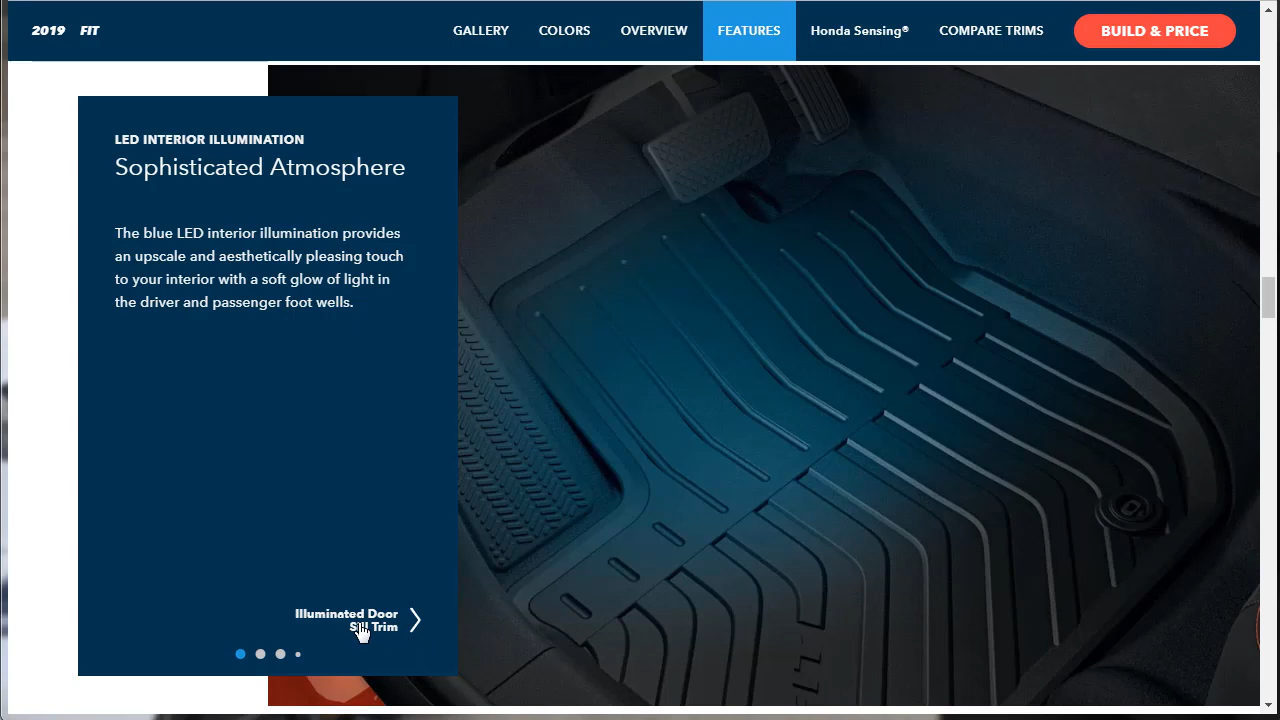 2019 FIT
GALLERY
COLORS
OVERVIEW
FEATURES
Honda Sensing®
COMPARE TRIMS
BUILD & PRICE
LED INTERIOR ILLUMINATION
Sophisticated Atmosphere
The blue LED interior illumination provides
an upscale and aesthetically pleasing touch
to your interior with a soft glow of light in
the driver and passenger foot wells.
Illuminated Door
Sill Trim